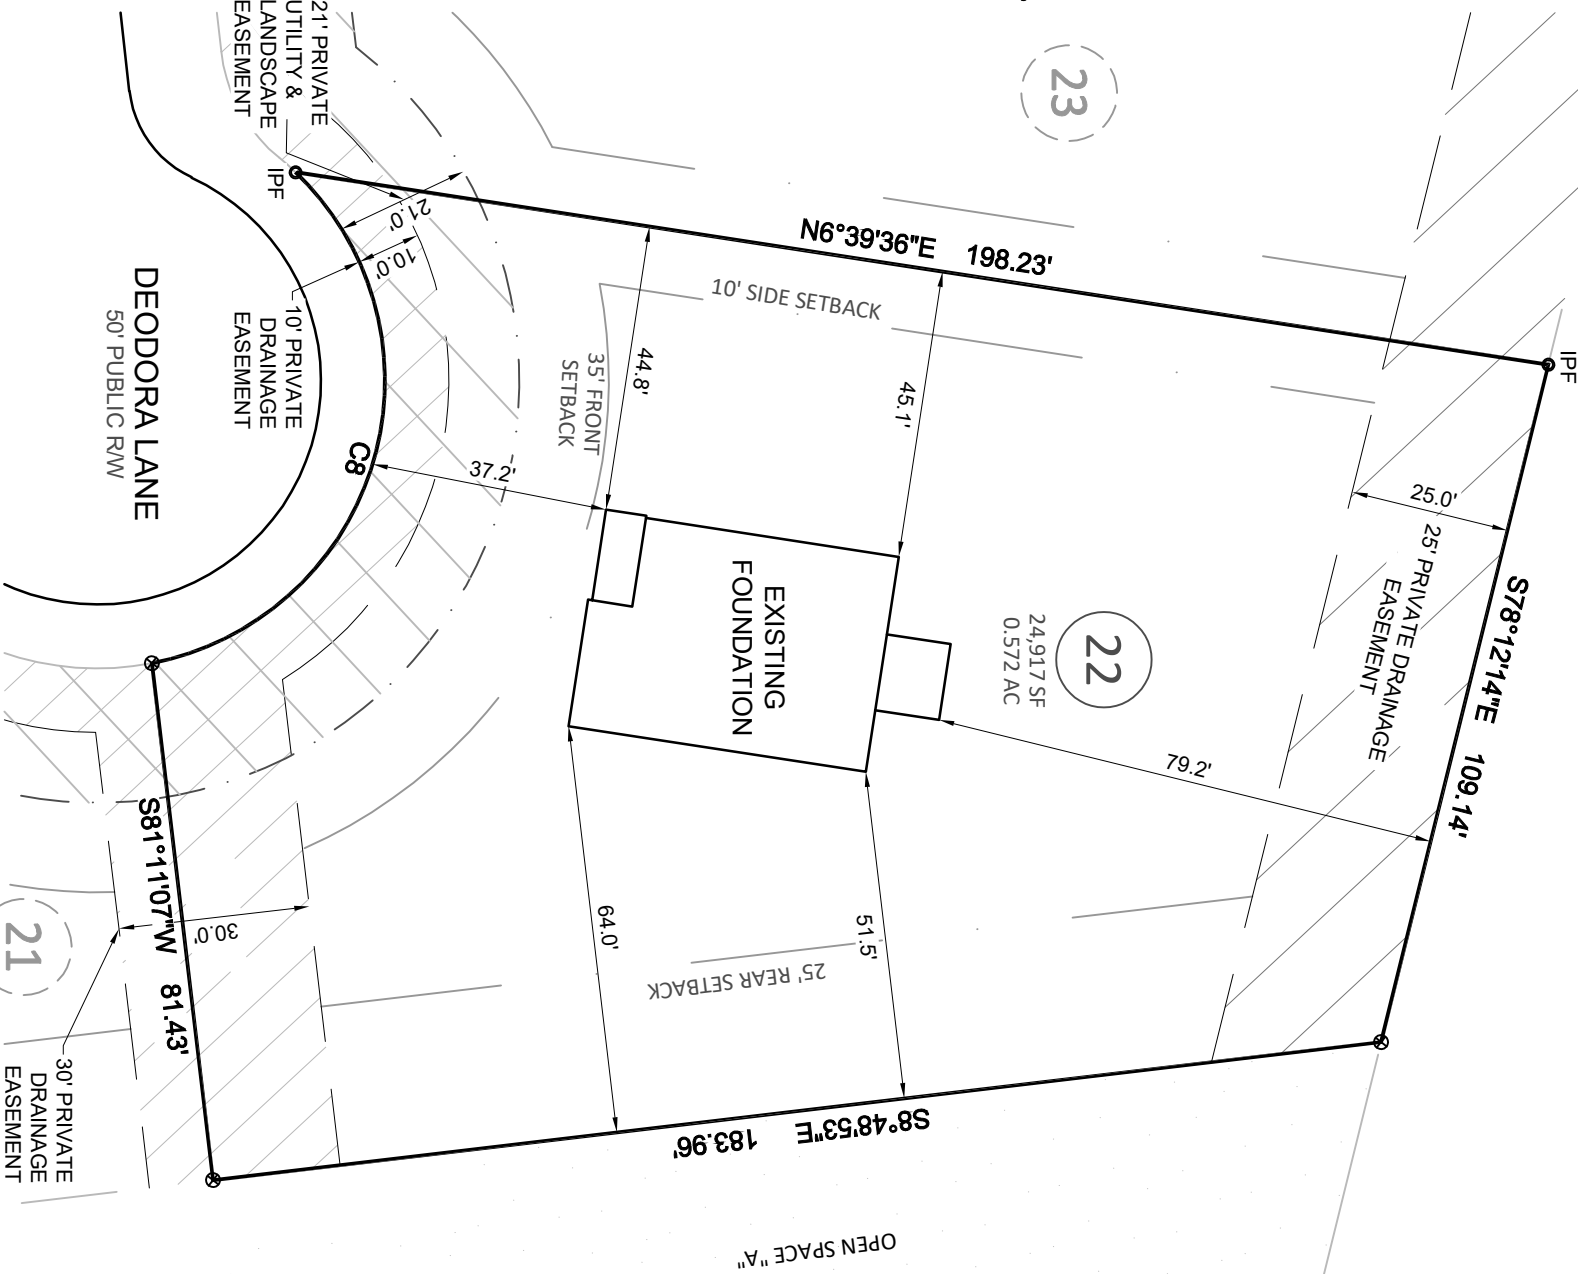 21' PRIVATE
UTILITY &
LANDSCAPE
EASEMENT
23
IPF
21.0'
10.0'
N6°39'36"E 198.23'
10' SIDE SETBACK
IPF
DEODORA LANE
50' PUBLIC R/W
10' PRIVATE
DRAINAGE
EASEMENT
35' FRONT
SETBACK
44.8'
45.1'
C8
37.2'
25.0'
25' PRIVATE DRAINAGE
EASEMENT
EXISTING
FOUNDATION
22
24,917 SF
0.572 AC
S78°12'14"E 109.14'
79.2'
S81°11'07"W 81.43'
30.0'
21
64.0'
51.5'
25' REAR SETBACK
30' PRIVATE
DRAINAGE
EASEMENT
S8°48'53"E 183.96'
OPEN SPACE "A"